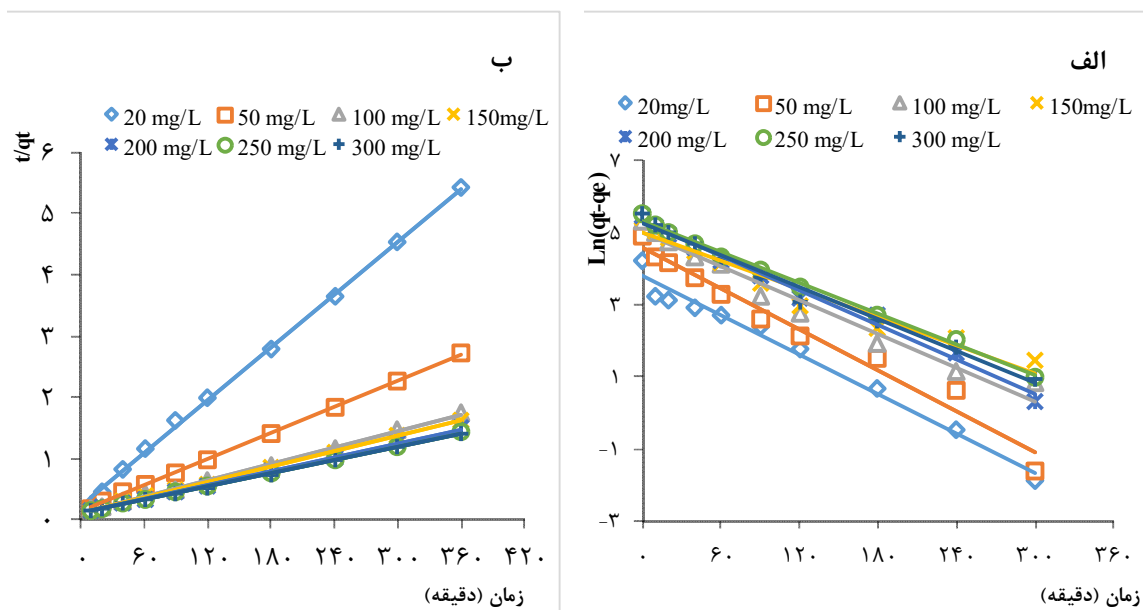 الف
20mg/L 50 mg/L 100 mg/L 150mg/L
200 mg/L 250 mg/L 300 mg/L
Ln(qt-qe)
۷
۵
۳
۱
-۱
-۳
۰ ۶۰ ۱۲۰ ۱۸۰ ۲۴۰ ۳۰۰ ۳۶۰
زمان (دقیقه)
ب
20 mg/L 50 mg/L 100 mg/L 150mg/L
200 mg/L 250 mg/L 300 mg/L
t/qt
۶
۵
۴
۳
۲
۱
۰
۰ ۶۰ ۱۲۰ ۱۸۰ ۲۴۰ ۳۰۰ ۳۶۰ ۴۲۰
زمان (دقیقه)